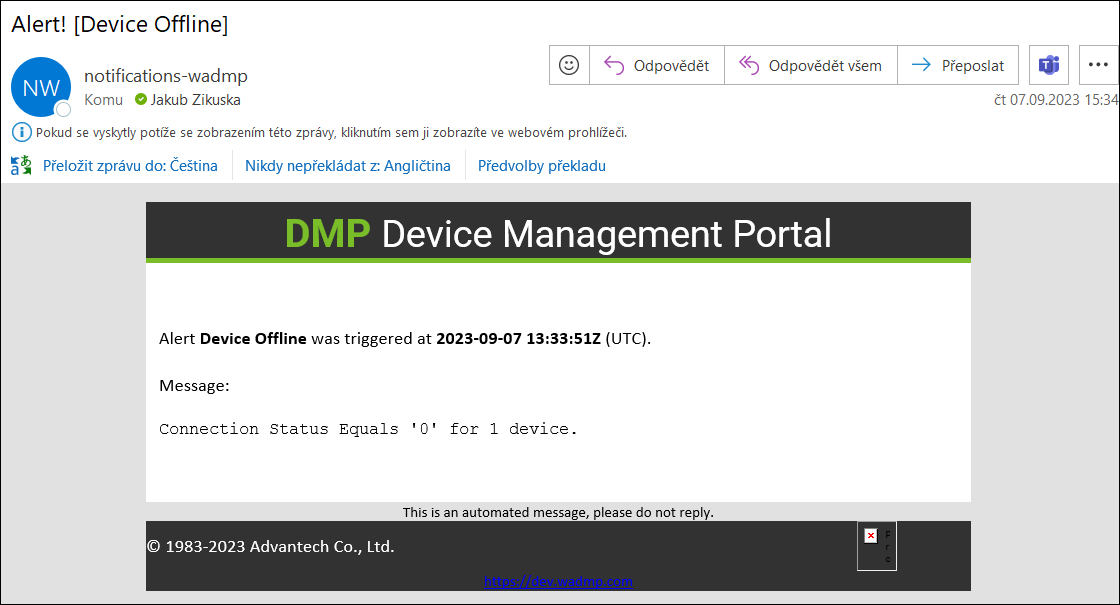 Alert! [Device Offline]
NW
notifications-wadmp
Komu Jakub Zikuska
Odpovědět
Odpovědět všem
Přeposlat
čt 07.09.2023 15:34
Pokud se vyskytly potíže se zobrazením této zprávy, kliknutím sem ji zobrazíte ve webovém prohlížeči.
Přeložit zprávu do: Čeština
Nikdy nepřekládat z: Angličtina
Předvolby překladu
DMP Device Management Portal
Alert Device Offline was triggered at 2023-09-07 13:33:51Z (UTC).
Message:
Connection Status Equals '0' for 1 device.
This is an automated message, please do not reply.
© 1983-2023 Advantech Co., Ltd.
https://dev.wadmp.com